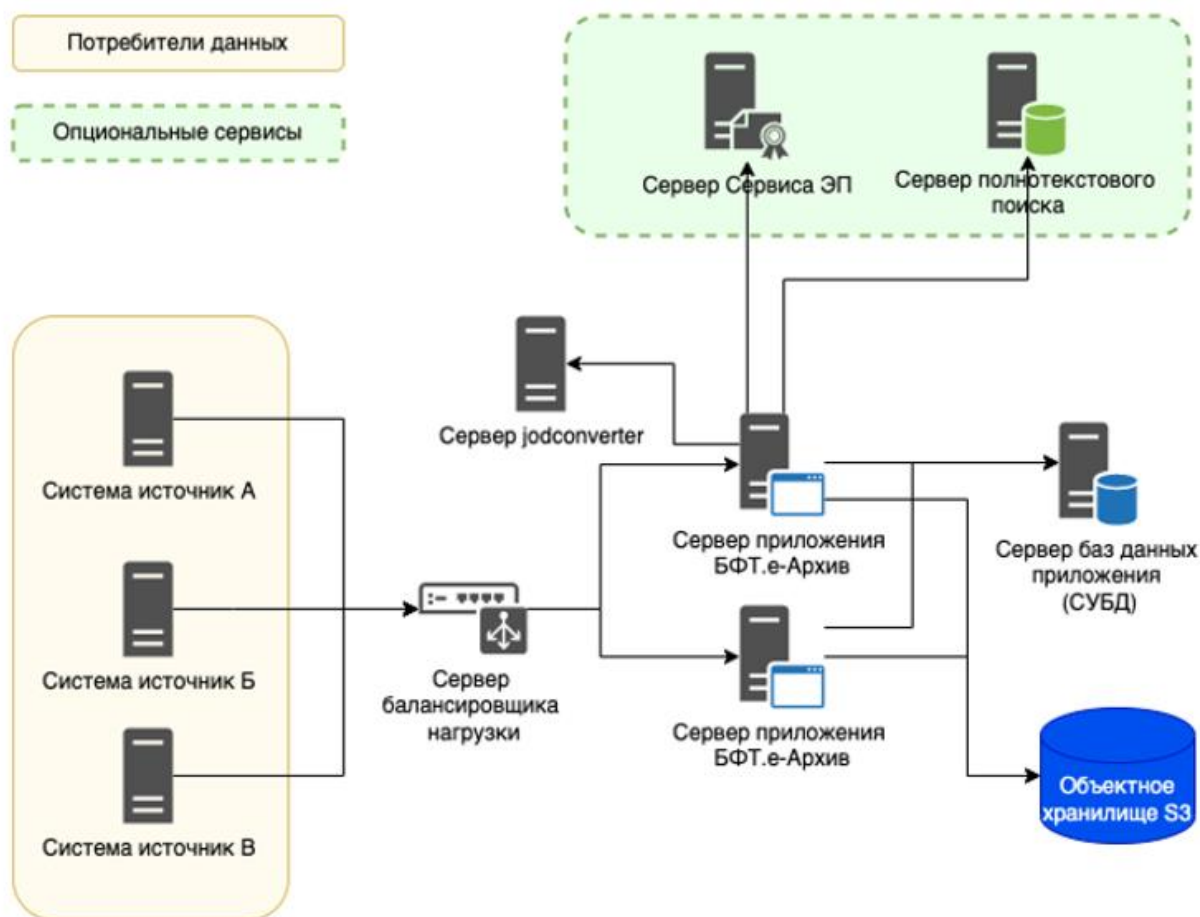 Потребители данных
Опциональные сервисы
Сервер Сервиса ЭП
Сервер полнотекстового
поиска
Сервер jodconverter
Система источник А
Сервер приложения
БФТ.е-Архив
Сервер баз данных
приложения
(СУБД)
Система источник Б
Сервер
балансировщика
нагрузки
Сервер приложения
БФТ.е-Архив
Объектное
хранилище S3
Система источник В